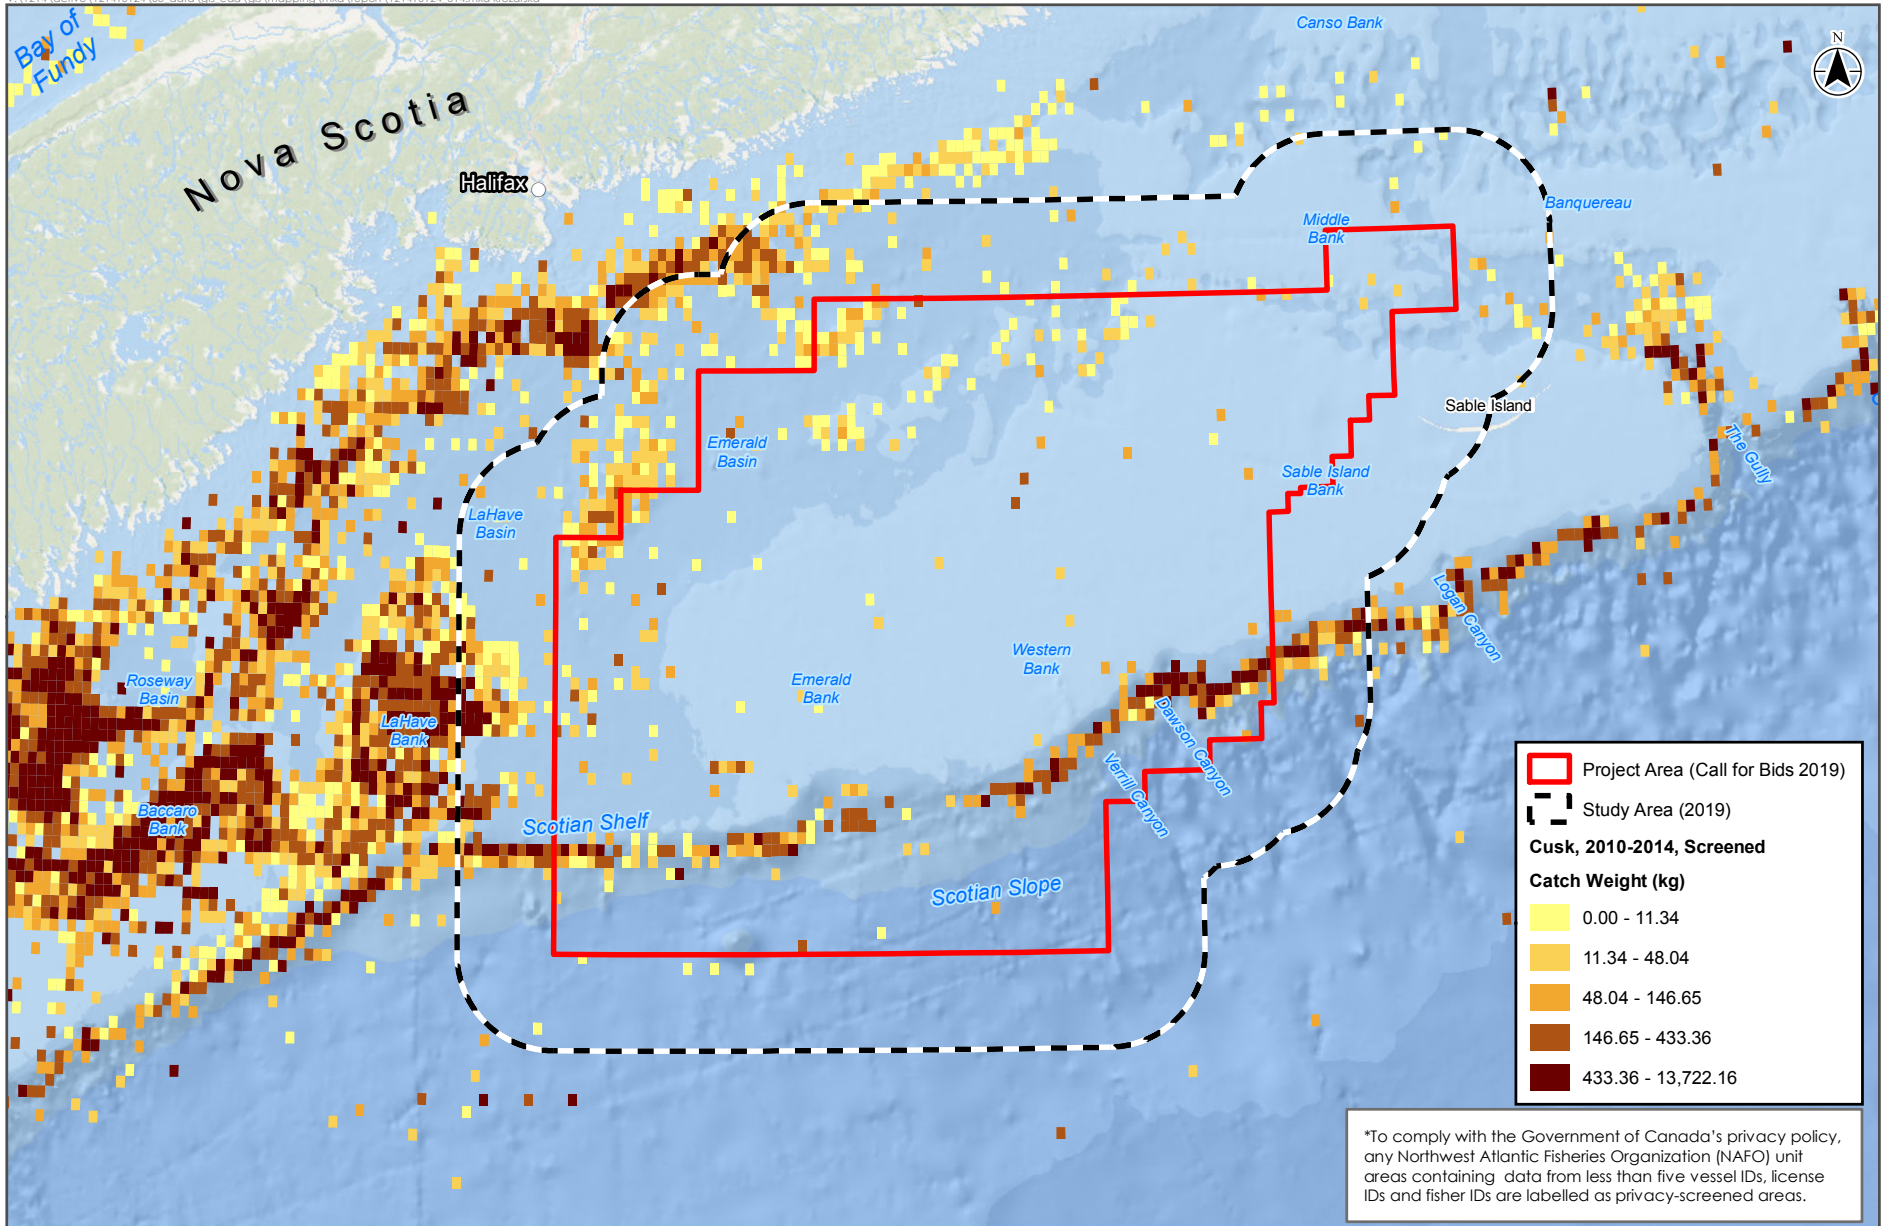 Bay of
Fundy
Canso Bank
N
Nova Scotia
Halifax
Middle
Bank
Banquereau
Sable Island
The Gully
Emerald
Basin
Sable Island
Bank
LaHave
Basin
Logan Canyon
Western
Bank
Emerald
Bank
Roseway
Basin
LaHave
Bank
Dawson Canyon
Verrill Canyon
Baccaro
Bank
Scotian Shelf
Scotian Slope
Project Area (Call for Bids 2019)
Study Area (2019)
Cusk, 2010-2014, Screened
Catch Weight (kg)
0.00 - 11.34
11.34 - 48.04
48.04 - 146.65
146.65 - 433.36
433.36 - 13,722.16
*To comply with the Government of Canada's privacy policy,
any Northwest Atlantic Fisheries Organization (NAFO) unit
areas containing data from less than five vessel IDs, license
IDs and fisher IDs are labelled as privacy-screened areas.